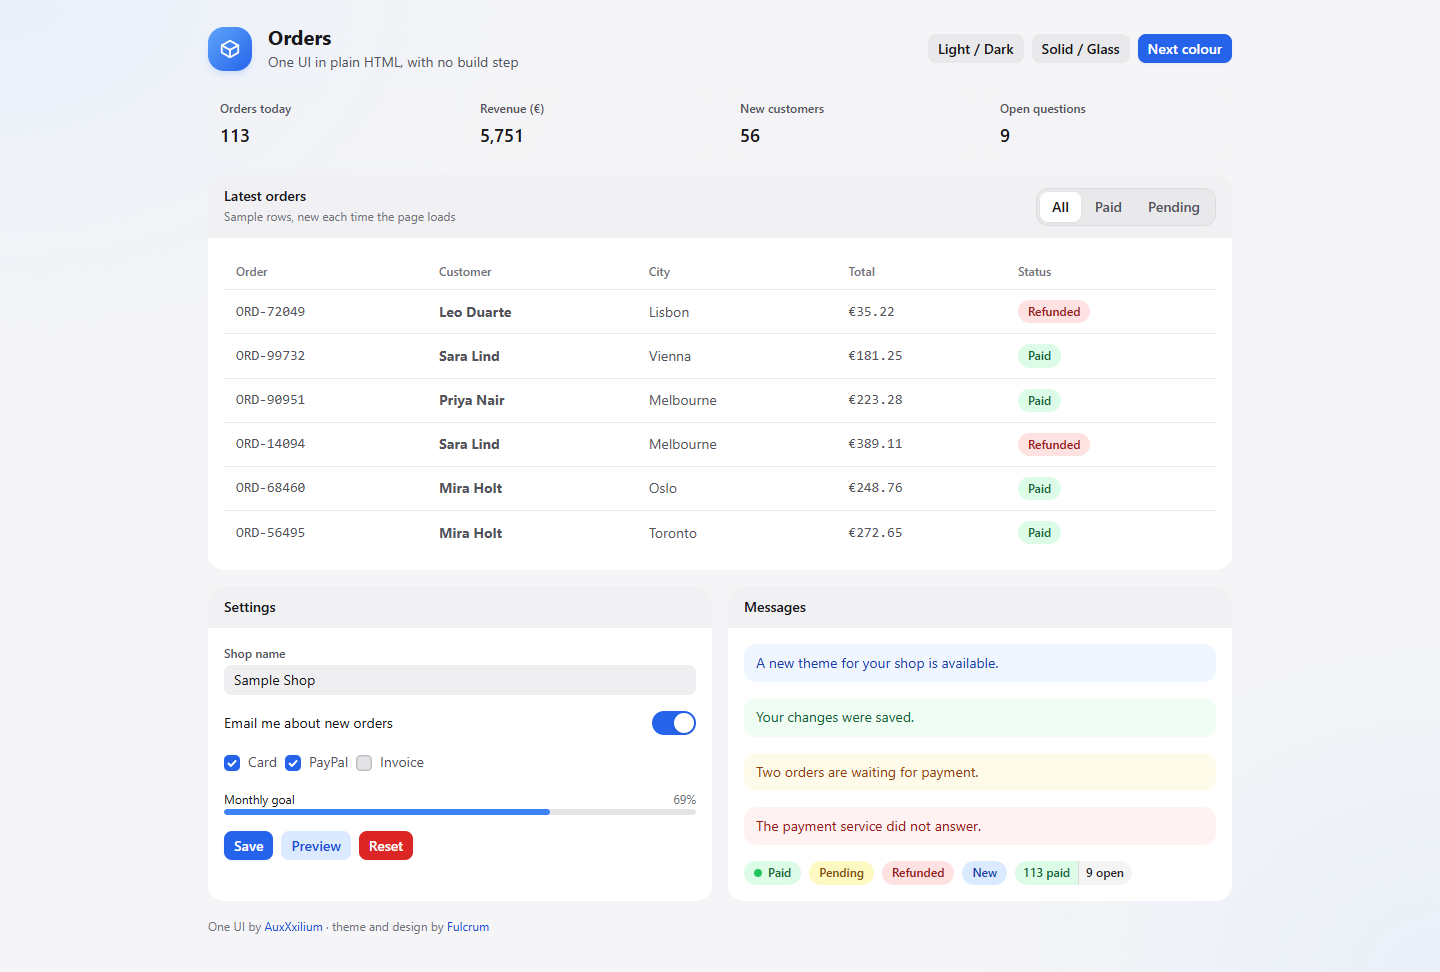 Orders
One UI in plain HTML, with no build step
Light / Dark
Solid / Glass
Next colour
Orders today
113
Revenue (€)
5,751
New customers
56
Open questions
9
Latest orders
Sample rows, new each time the page loads
All
Paid
Pending
Order Customer City Total Status
ORD-72049 Leo Duarte Lisbon €35.22 Refunded
ORD-99732 Sara Lind Vienna €181.25 Paid
ORD-90951 Priya Nair Melbourne €223.28 Paid
ORD-14094 Sara Lind Melbourne €389.11 Refunded
ORD-68460 Mira Holt Oslo €248.76 Paid
ORD-56495 Mira Holt Toronto €272.65 Paid
Settings
Shop name
Sample Shop
Email me about new orders
Card PayPal Invoice
Monthly goal 69%
Save Preview Reset
Messages
A new theme for your shop is available.
Your changes were saved.
Two orders are waiting for payment.
The payment service did not answer.
Paid Pending Refunded New 113 paid 9 open
One UI by AuxXxilium · theme and design by Fulcrum